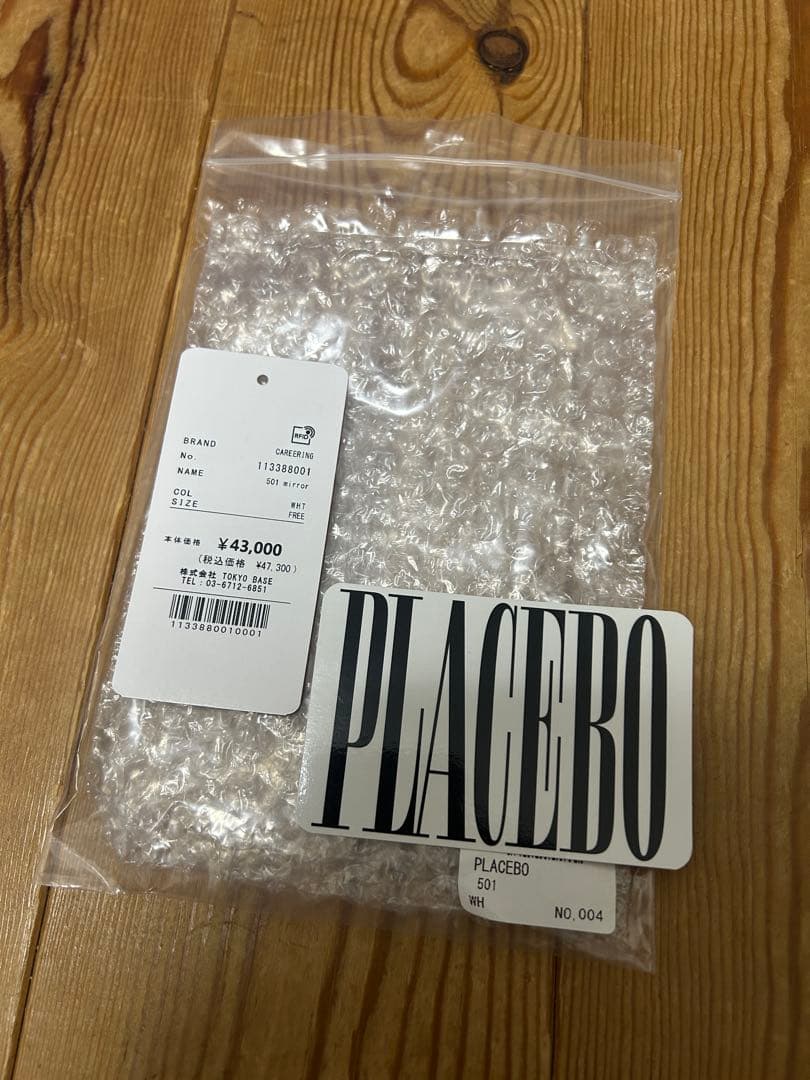 RFID
BRAND CAREERING
No. 113388001
NAME 501 mirror
COL WHT
SIZE FREE
本体価格 ¥43,000
(税込価格 ¥47,300)
株式会社 TOKYO BASE
TEL:03-6712-6851
1133880010001
PLACEBO
PLACEBO
501
WH NO,004